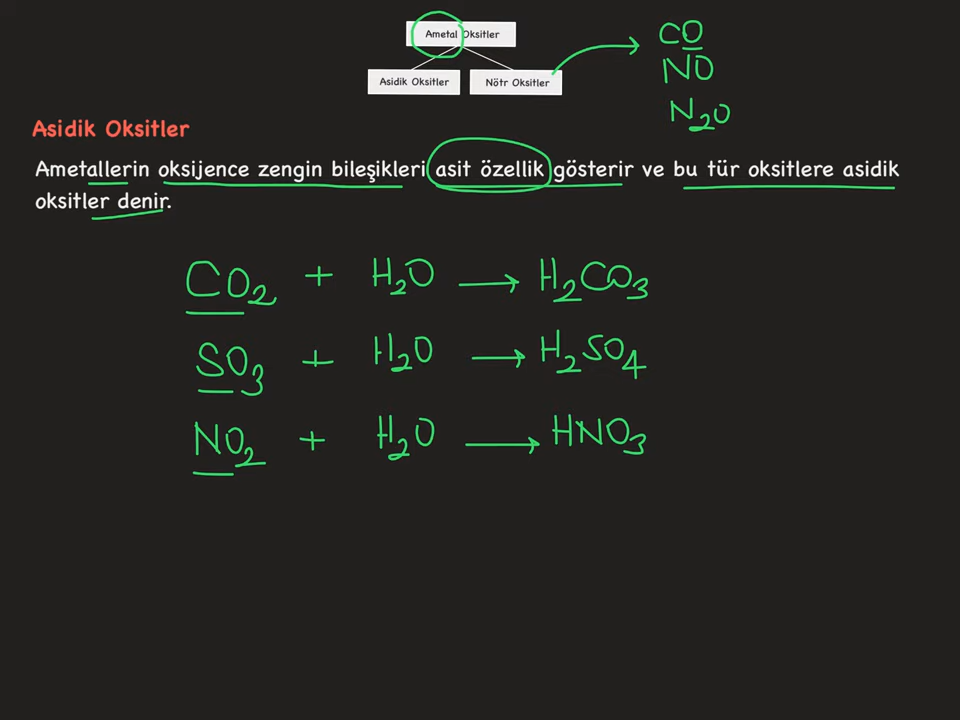 Ametal Oksitler
Asidik Oksitler
Nötr Oksitler
CO
NO
N₂O
Asidik Oksitler
Ametallerin oksijence zengin bileşikleri asit özellik gösterir ve bu tür oksitlere asidik
oksitler denir.
CO₂ + H₂O → H₂CO₃
SO₃ + H₂O → H₂SO₄
NO₂ + H₂O → HNO₃